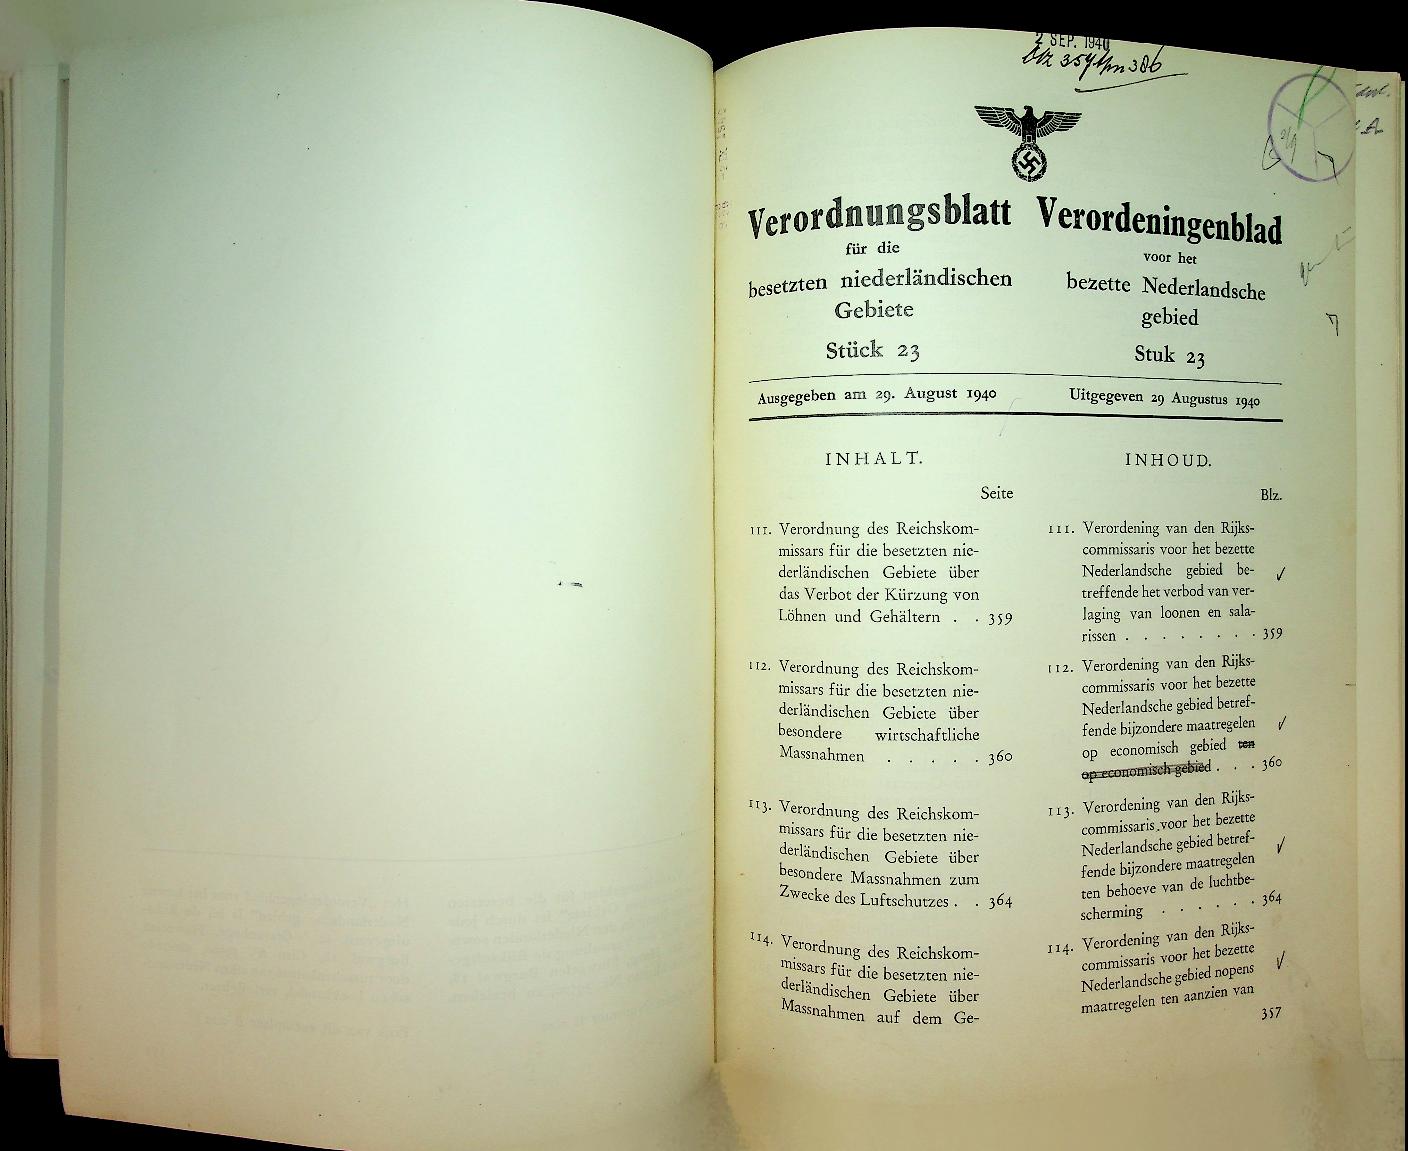 2 SEP. 1940
Blz 357 t/m 386
Verordnungsblatt
für die
besetzten niederländischen
Gebiete
Stück 23
Verordeningenblad
voor het
bezette Nederlandsche
gebied
Stuk 23
Ausgegeben am 29. August 1940
Uitgegeven 29 Augustus 1940
INHALT.
Seite
111. Verordnung des Reichskom-
missars für die besetzten nie-
derländischen Gebiete über
das Verbot der Kürzung von
Löhnen und Gehältern . . 359
112. Verordnung des Reichskom-
missars für die besetzten nie-
derländischen Gebiete über
besondere wirtschaftliche
Massnahmen . . . . . 360
113. Verordnung des Reichskom-
missars für die besetzten nie-
derländischen Gebiete über
besondere Massnahmen zum
Zwecke des Luftschutzes . . 364
114. Verordnung des Reichskom-
missars für die besetzten nie-
derländischen Gebiete über
Massnahmen auf dem Ge-
INHOUD.
Blz.
111. Verordening van den Rijks-
commissaris voor het bezette
Nederlandsche gebied be-
treffende het verbod van ver-
laging van loonen en sala-
rissen . . . . . . . . 359
112. Verordening van den Rijks-
commissaris voor het bezette
Nederlandsche gebied betref-
fende bijzondere maatregelen
op economisch gebied ten
op economisch gebied . . . 360
113. Verordening van den Rijks-
commissaris voor het bezette
Nederlandsche gebied betref-
fende bijzondere maatregelen
ten behoeve van de luchtbe-
scherming . . . . . . 364
114. Verordening van den Rijks-
commissaris voor het bezette
Nederlandsche gebied nopens
maatregelen ten aanzien van
357